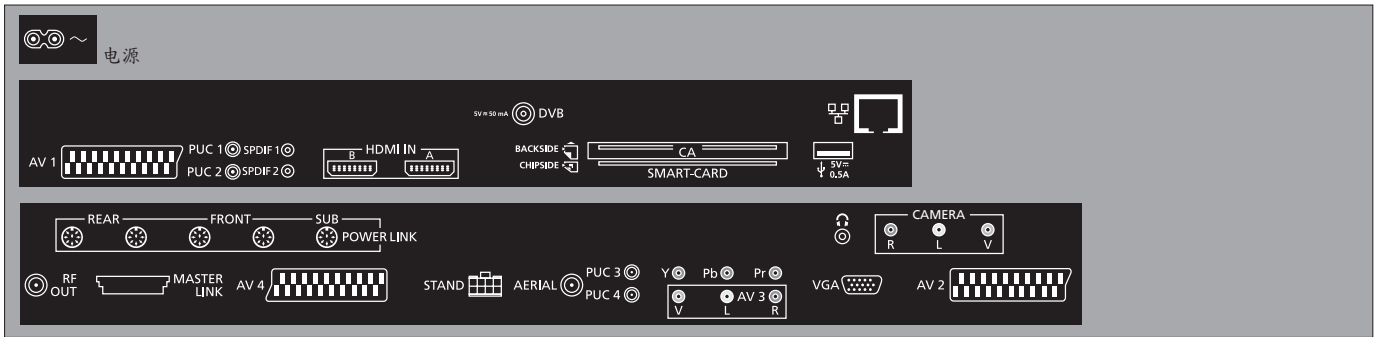 电源
5V⎓50 mA DVB
AV 1
PUC 1 SPDIF 1
PUC 2 SPDIF 2
HDMI IN
B A
BACKSIDE
CHIPSIDE
CA
SMART-CARD
5V⎓
0.5A
REAR FRONT SUB
POWER LINK
CAMERA
R L V
RF
OUT
MASTER
LINK
AV 4
STAND
AERIAL
PUC 3
PUC 4
Y Pb Pr
AV 3
V L R
VGA
AV 2